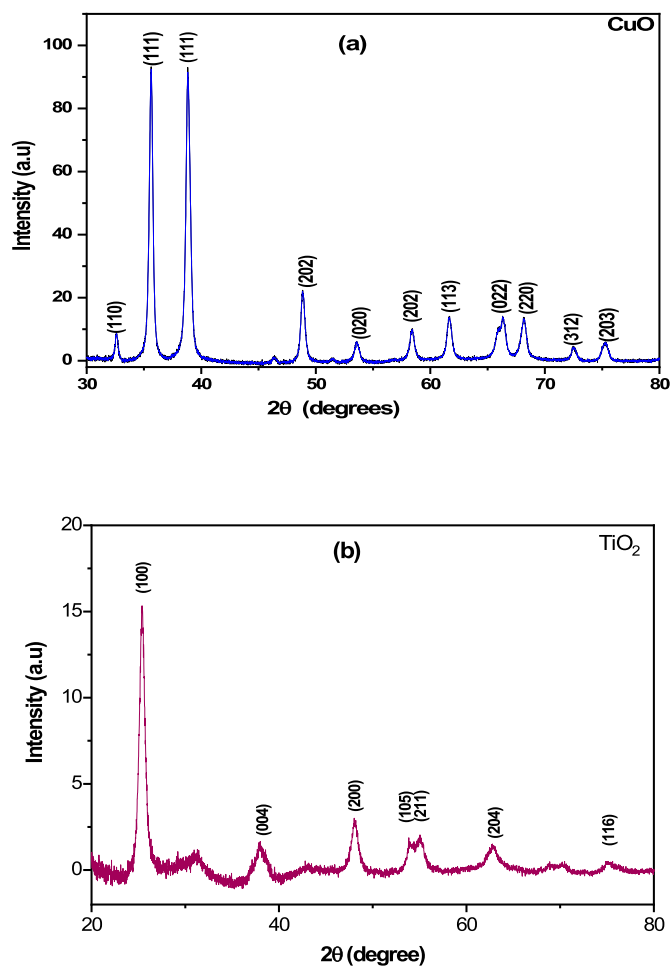 CuO
(a)
100
80
60
40
20
0
Intensity (a.u)
(110)
(111)
(111)
(202)
(020)
(202)
(113)
(022)
(220)
(312)
(203)
30 40 50 60 70 80
2θ (degrees)
(b)
TiO2
20
15
10
5
0
Intensity (a.u)
(100)
(004)
(200)
(105)
(211)
(204)
(116)
20 40 60 80
2θ (degree)